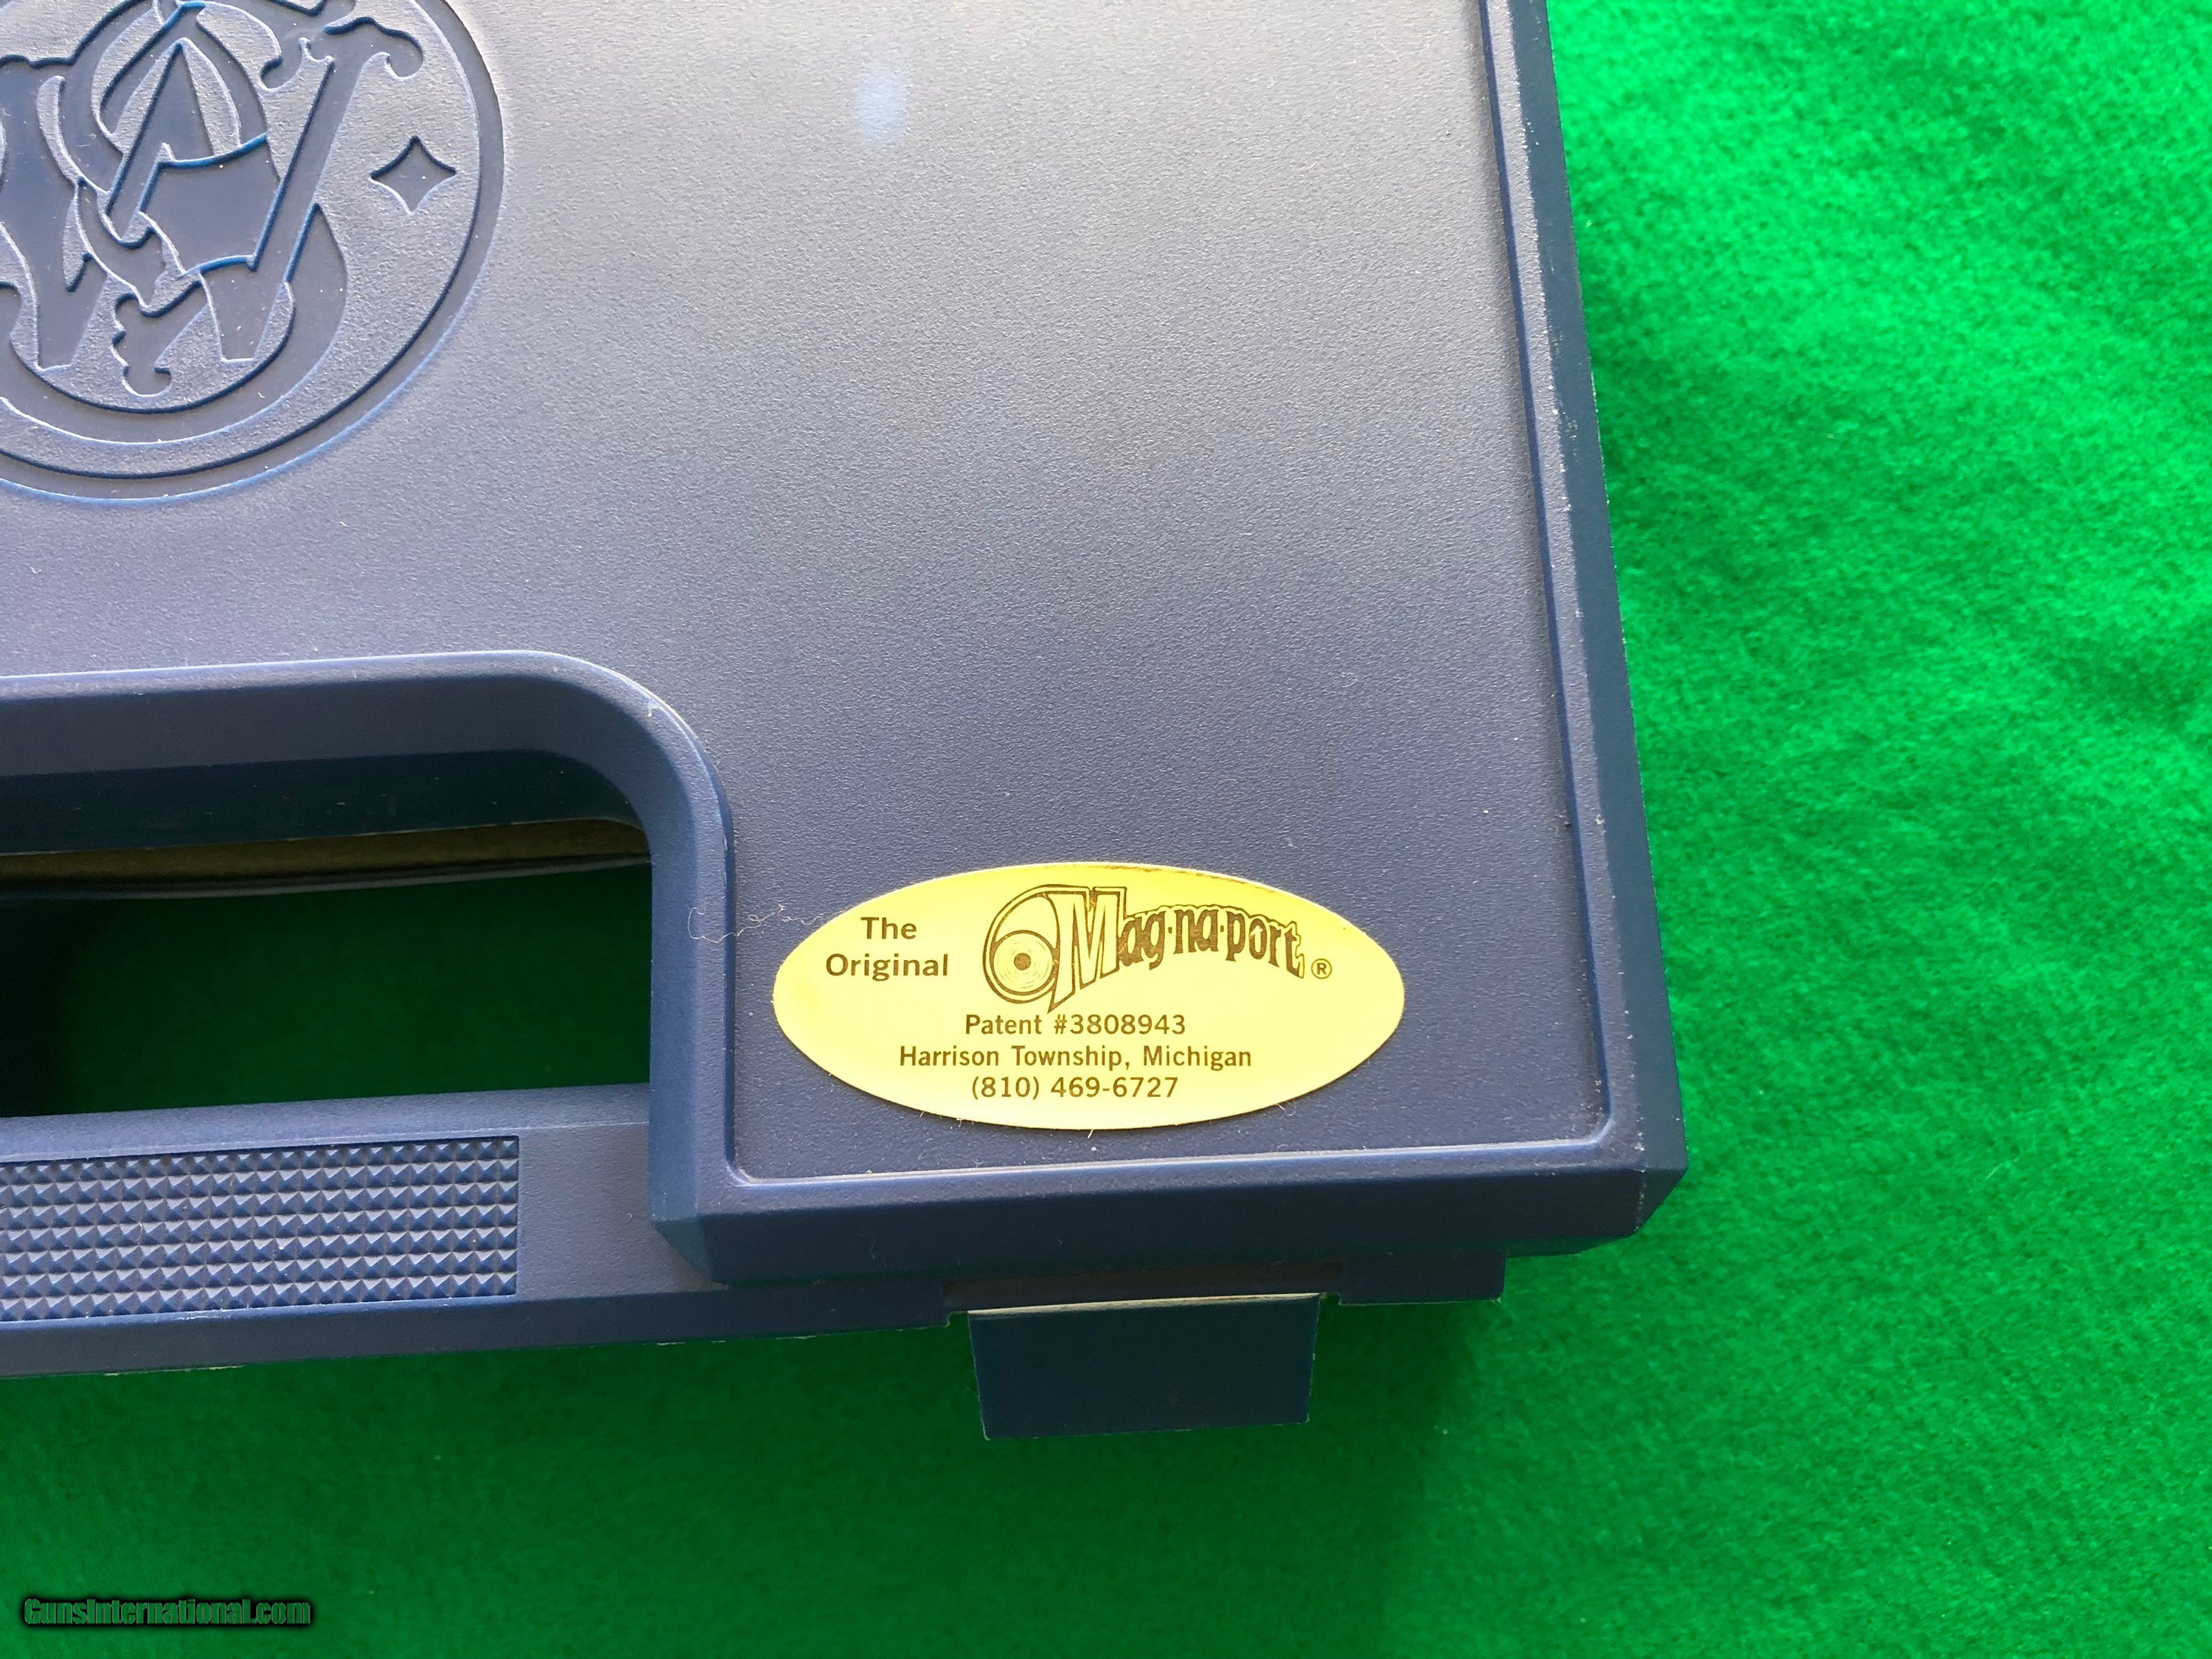 S
W
The
Original
Mag-na-port®
Patent #3808943
Harrison Township, Michigan
(810) 469-6727
GunsInternational.com